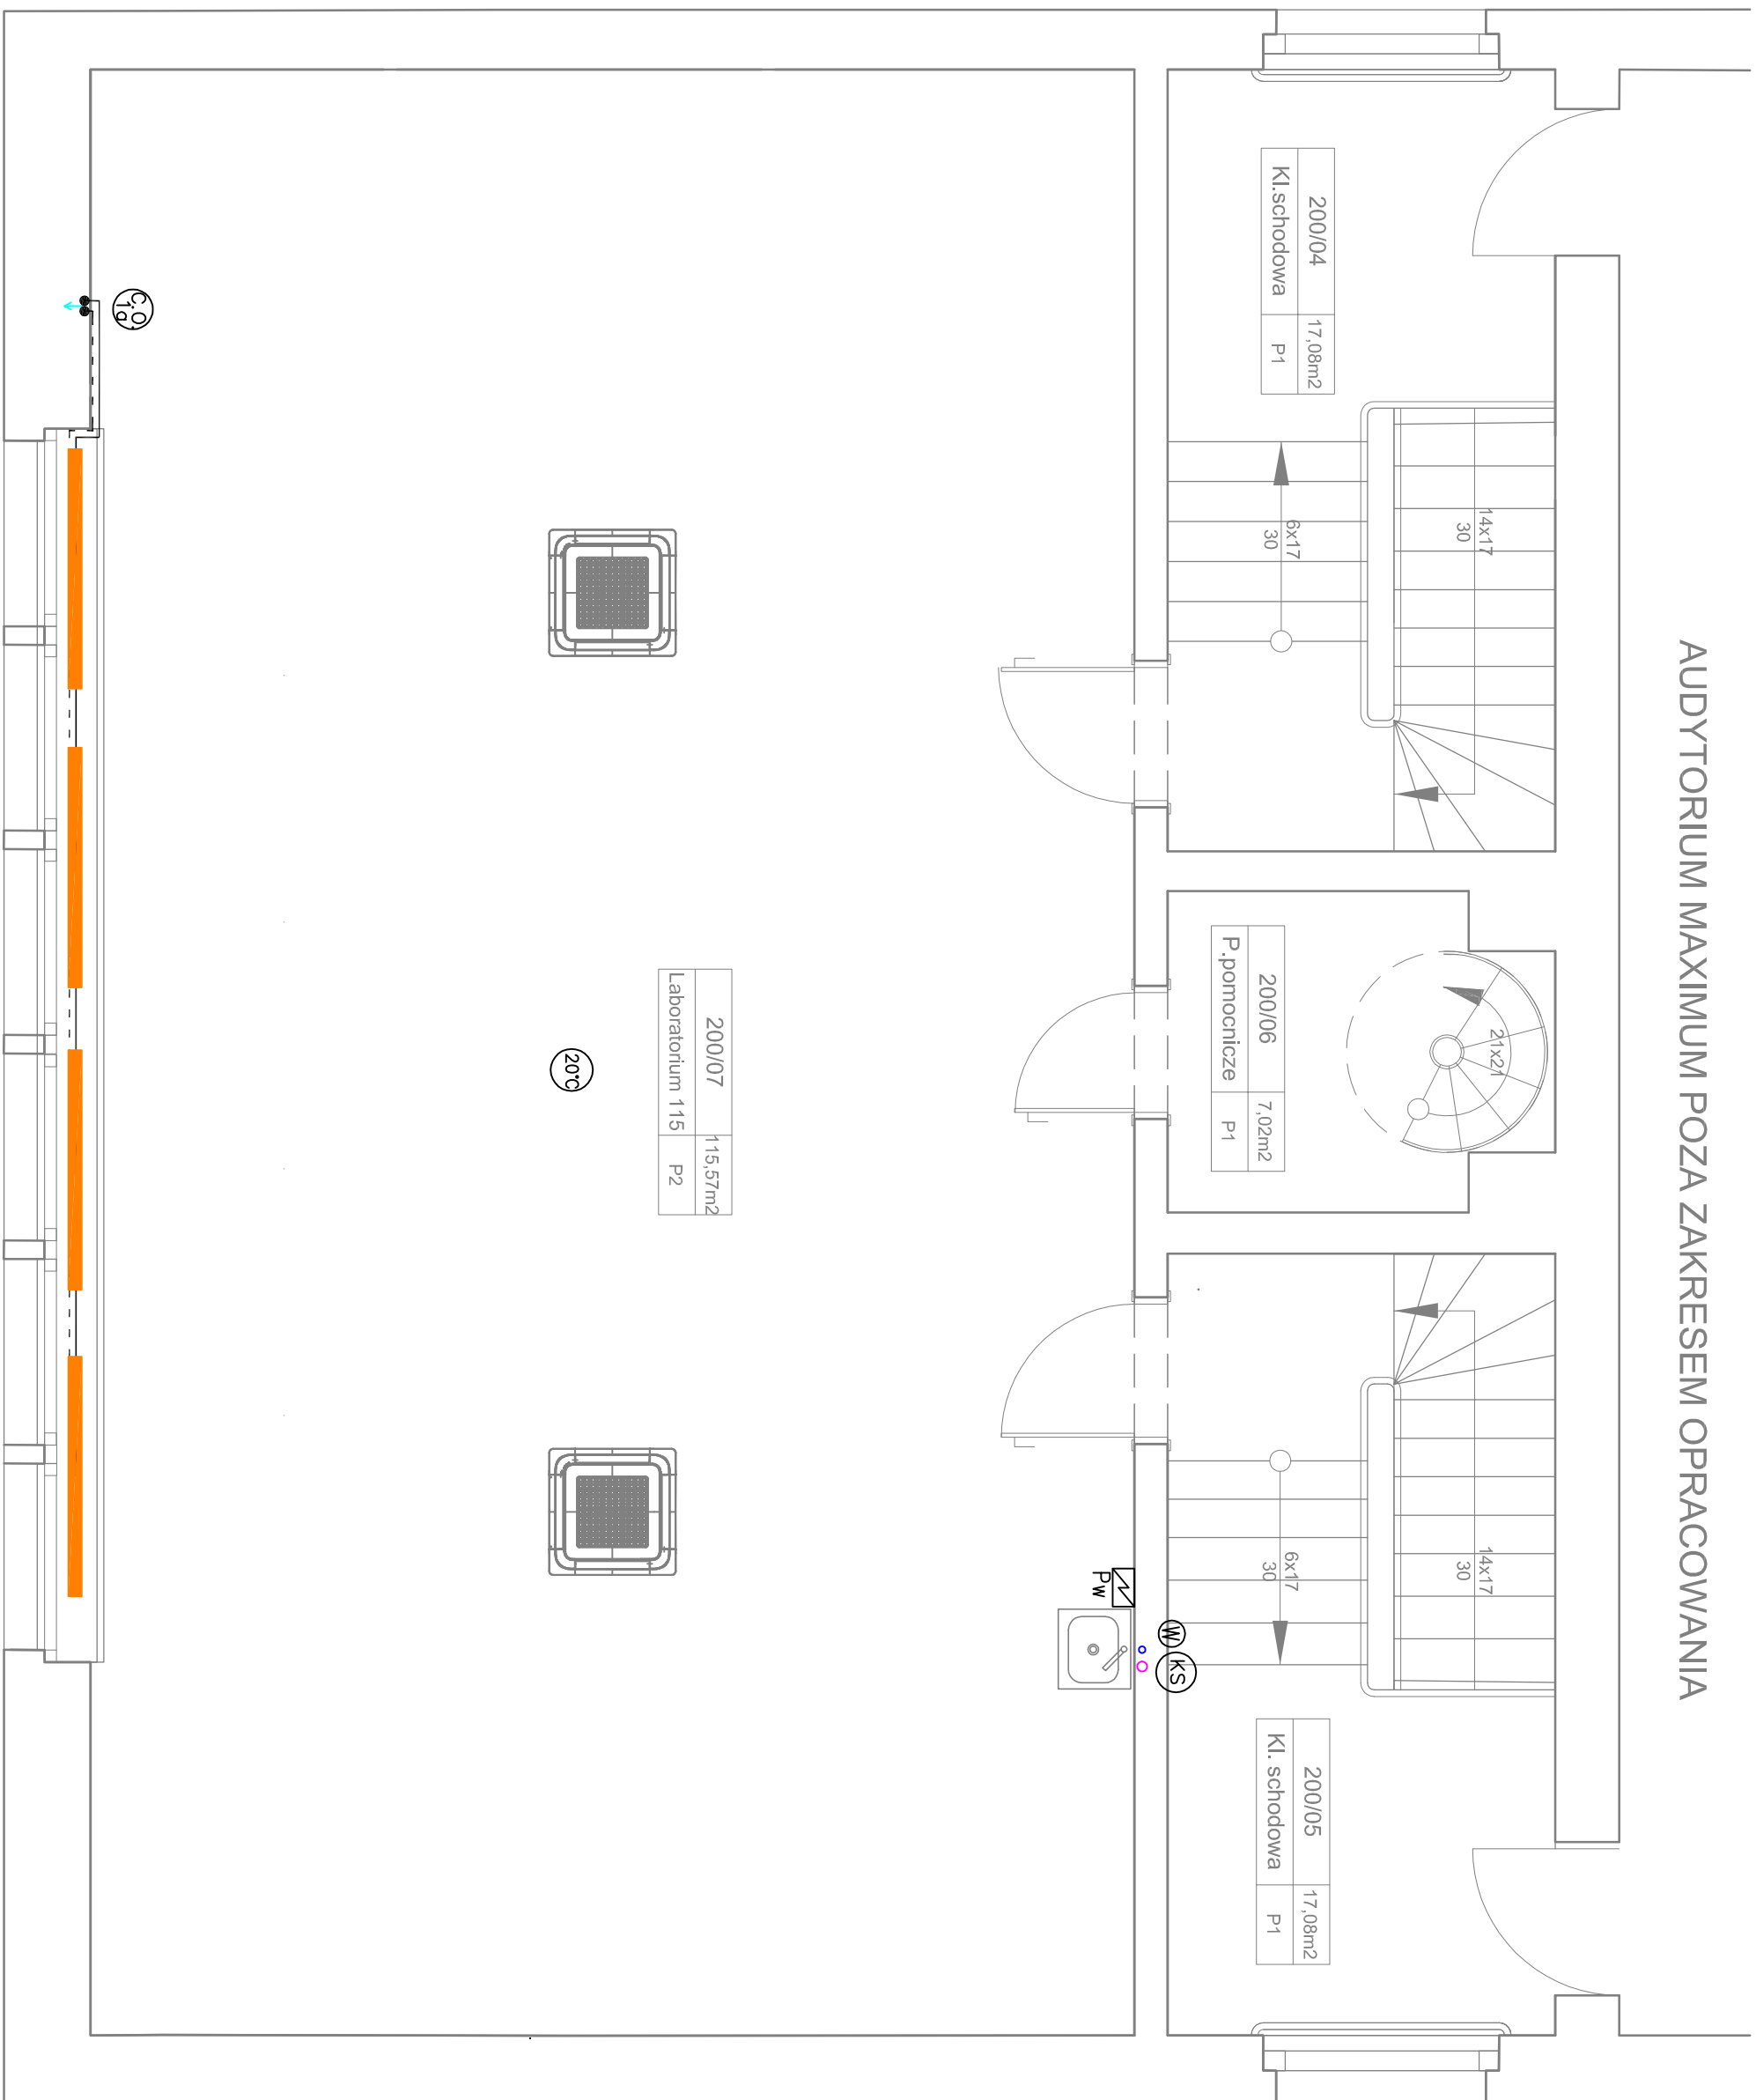 AUDYTORIUM MAXIMUM POZA ZAKRESEM OPRACOWANIA
200/04
17,08m2
Kl.schodowa
P1
14x17
30
6x17
30
200/06
7,02m2
P.pomocnicze
P1
21x21
14x17
30
6x17
30
200/05
17,08m2
Kl. schodowa
P1
W
KS
Pw
200/07
115,57m2
Laboratorium 115
P2
20°C
C.O.
1a